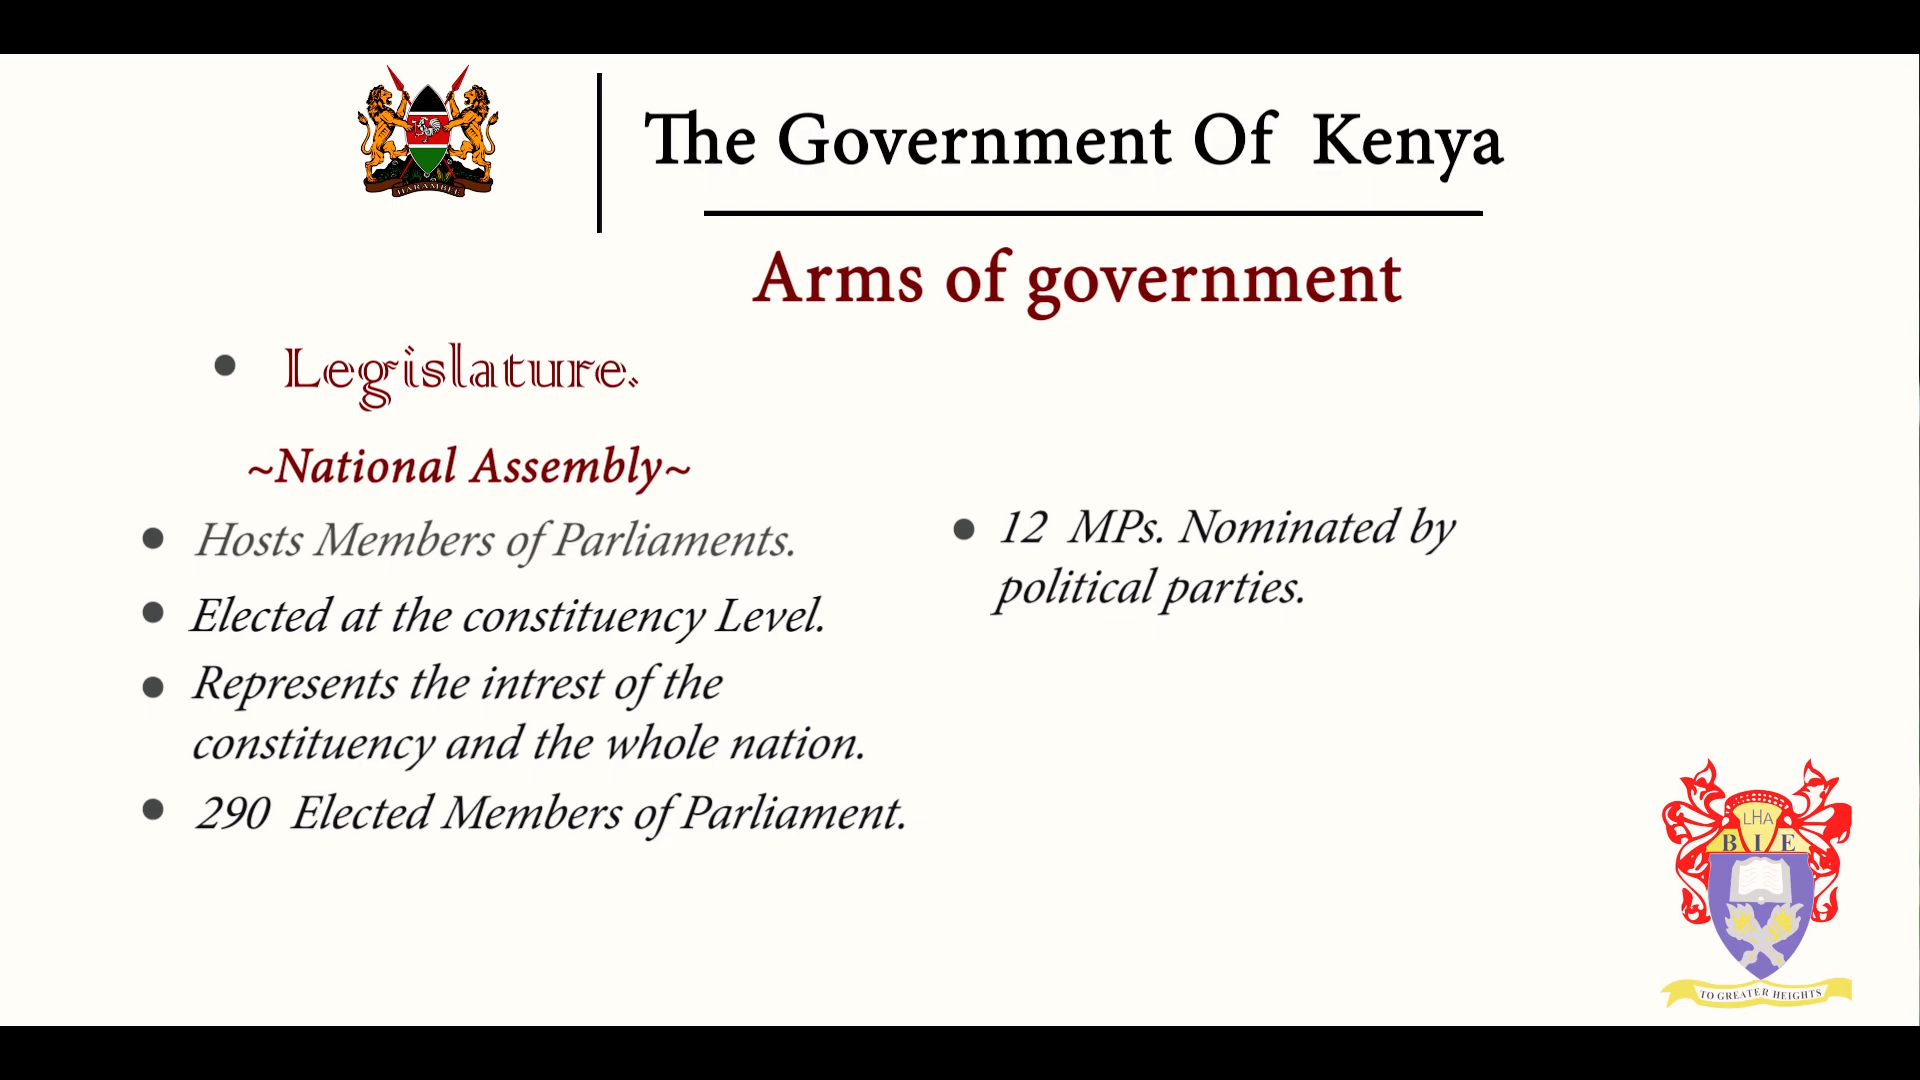 HARAMBEE
The Government Of Kenya
Arms of government
Legislature.
~National Assembly~
Hosts Members of Parliaments.
Elected at the constituency Level.
Represents the intrest of the
constituency and the whole nation.
290 Elected Members of Parliament.
12 MPs. Nominated by
political parties.
LHA
B I E
TO GREATER HEIGHTS